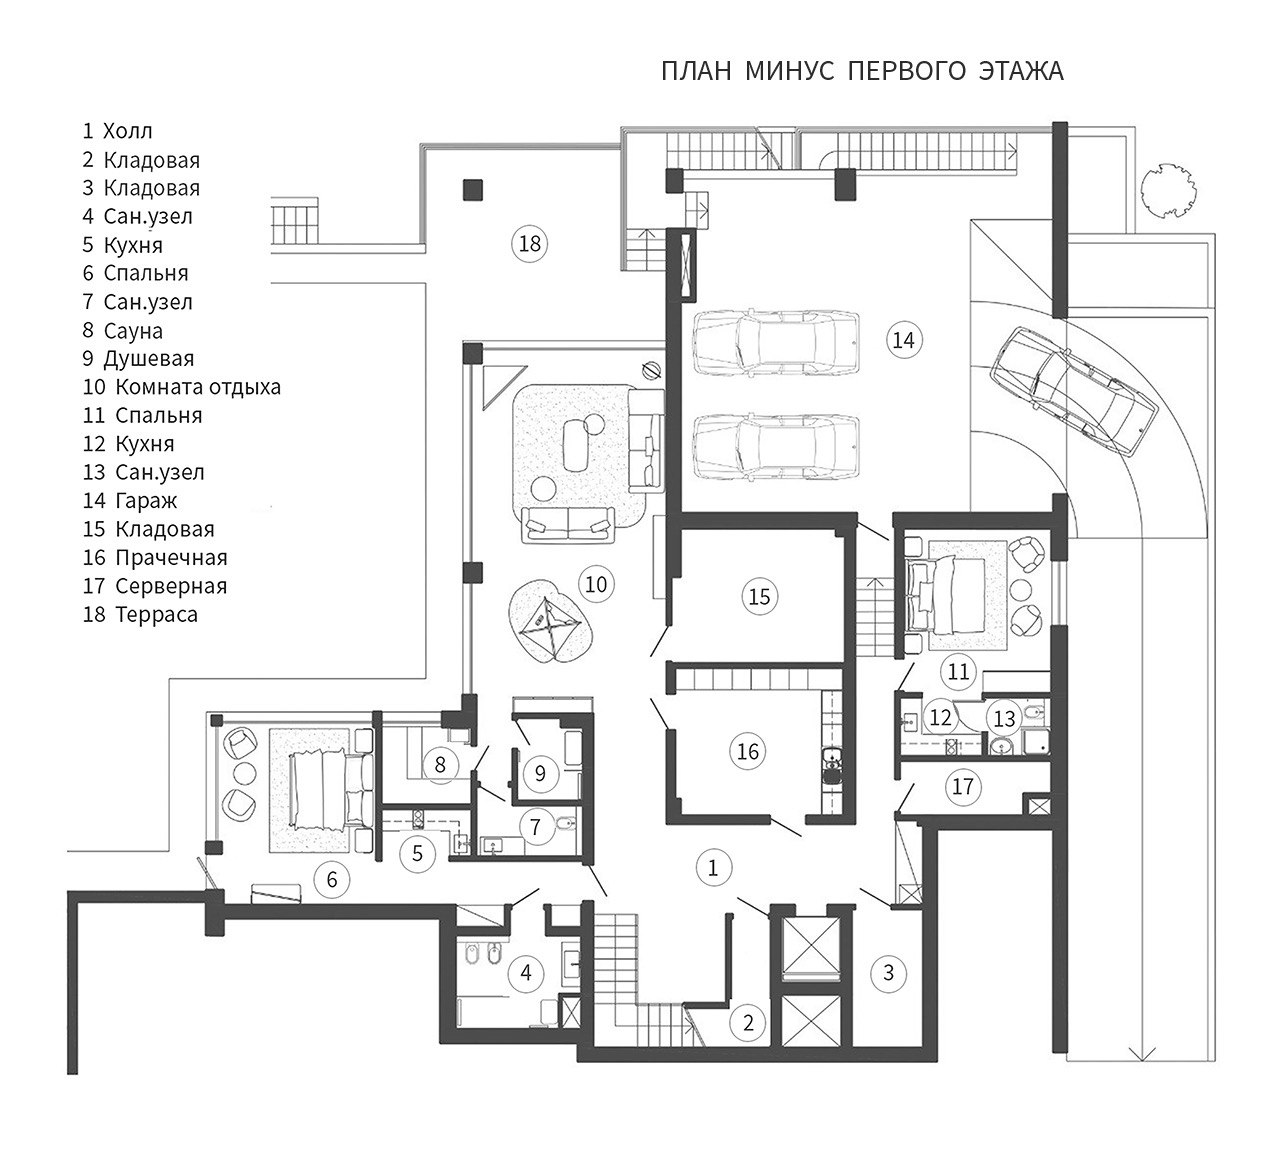 ПЛАН МИНУС ПЕРВОГО ЭТАЖА
1 Холл
2 Кладовая
3 Кладовая
4 Сан.узел
5 Кухня
6 Спальня
7 Сан.узел
8 Сауна
9 Душевая
10 Комната отдыха
11 Спальня
12 Кухня
13 Сан.узел
14 Гараж
15 Кладовая
16 Прачечная
17 Серверная
18 Терраса
18
14
10
15
11
12
13
16
8
9
17
7
5
1
6
4
3
2